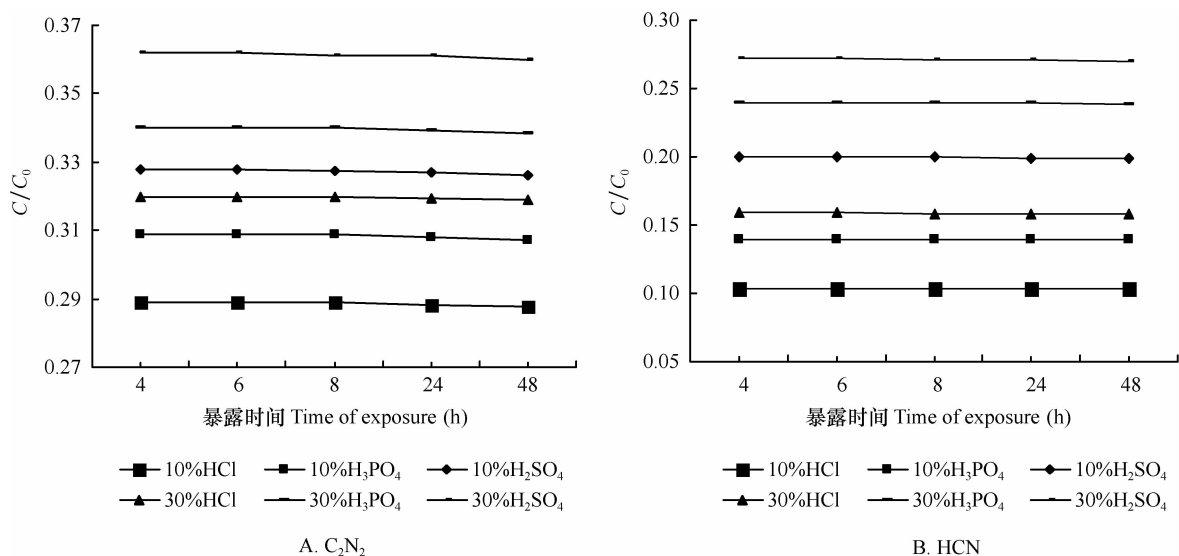 0.37
0.35
0.33
0.31
0.29
0.27
C/C₀
4 6 8 24 48
暴露时间 Time of exposure (h)
10%HCl 10%H₃PO₄ 10%H₂SO₄
30%HCl 30%H₃PO₄ 30%H₂SO₄
A. C₂N₂
0.30
0.25
0.20
0.15
0.10
0.05
C/C₀
4 6 8 24 48
暴露时间 Time of exposure (h)
10%HCl 10%H₃PO₄ 10%H₂SO₄
30%HCl 30%H₃PO₄ 30%H₂SO₄
B. HCN